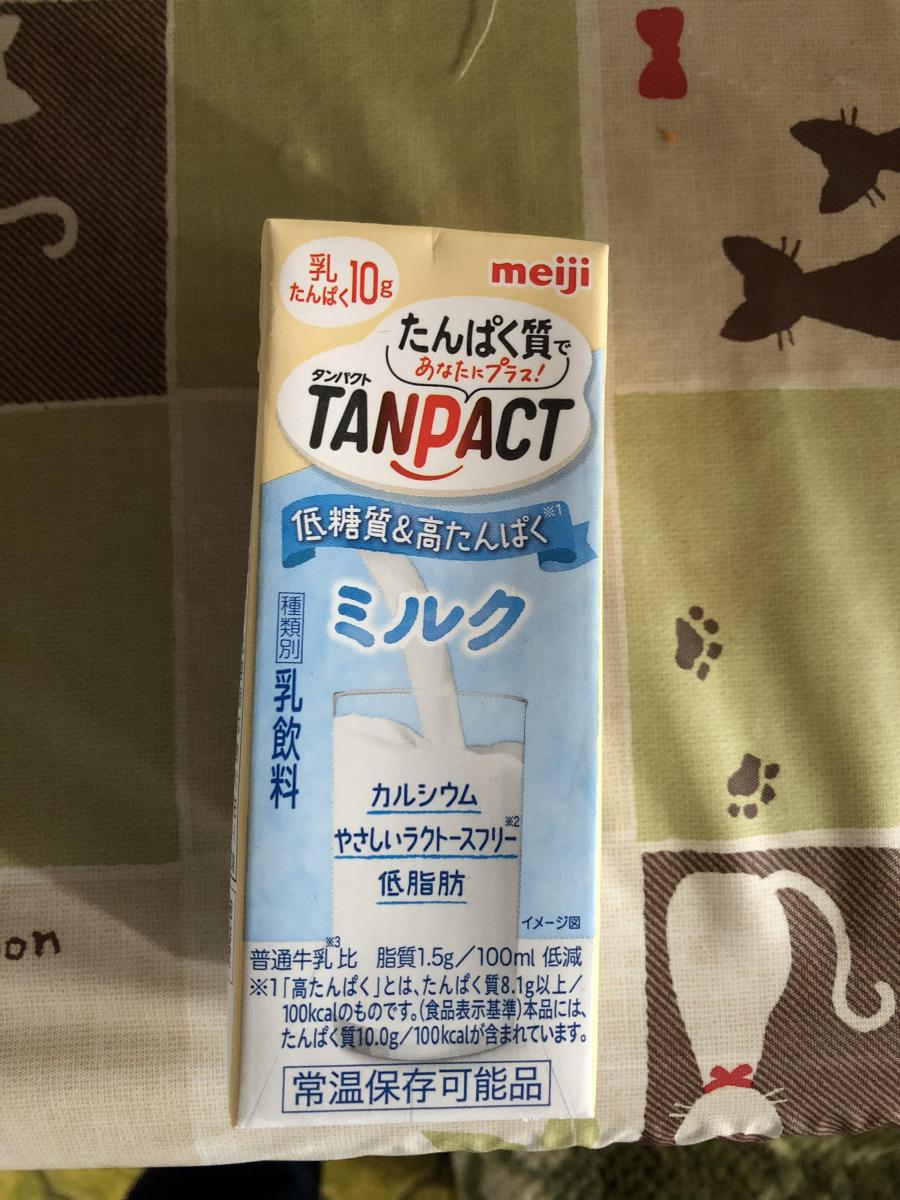 乳
たんぱく10g
meiji
たんぱく質で
あなたにプラス!
タンパクト
TANPACT
低糖質&高たんぱく※1
ミルク
種類別
乳飲料
カルシウム
やさしいラクトースフリー※2
低脂肪
イメージ図
普通牛乳※3比 脂質1.5g/100ml 低減
※1「高たんぱく」とは、たんぱく質8.1g以上/
100kcalのものです。(食品表示基準)本品には、
たんぱく質10.0g/100kcalが含まれています。
常温保存可能品
on